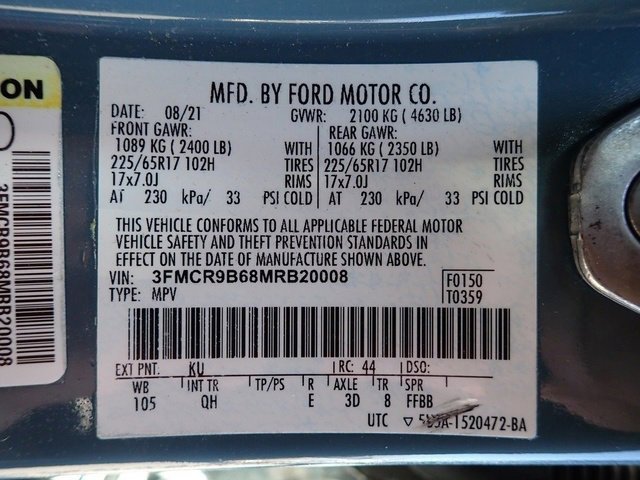 ON
3FMCR9B68MRB20008
MFD. BY FORD MOTOR CO.
DATE: 08/21 GVWR: 2100 KG ( 4630 LB)
FRONT GAWR: REAR GAWR:
1089 KG ( 2400 LB) WITH 1066 KG ( 2350 LB) WITH
225/65R17 102H TIRES 225/65R17 102H TIRES
17x7.0J RIMS 17x7.0J RIMS
AT 230 kPa/ 33 PSI COLD AT 230 kPa/ 33 PSI COLD
THIS VEHICLE CONFORMS TO ALL APPLICABLE FEDERAL MOTOR
VEHICLE SAFETY AND THEFT PREVENTION STANDARDS IN
EFFECT ON THE DATE OF MANUFACTURE SHOWN ABOVE.
VIN: 3FMCR9B68MRB20008 F0150
TYPE: MPV T0359
EXT PNT: KU RC: 44 DSO:
WB INT TR TP/PS R AXLE TR SPR
105 QH E 3D 8 FFBB
UTC ▽ -1520472-BA